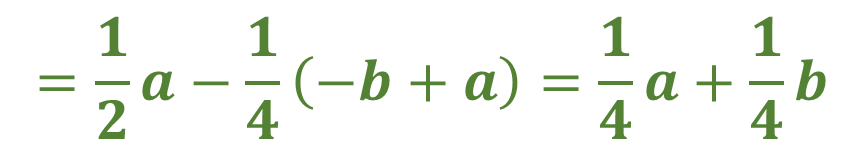 = 1/2 a − 1/4 (−b + a) = 1/4 a + 1/4 b